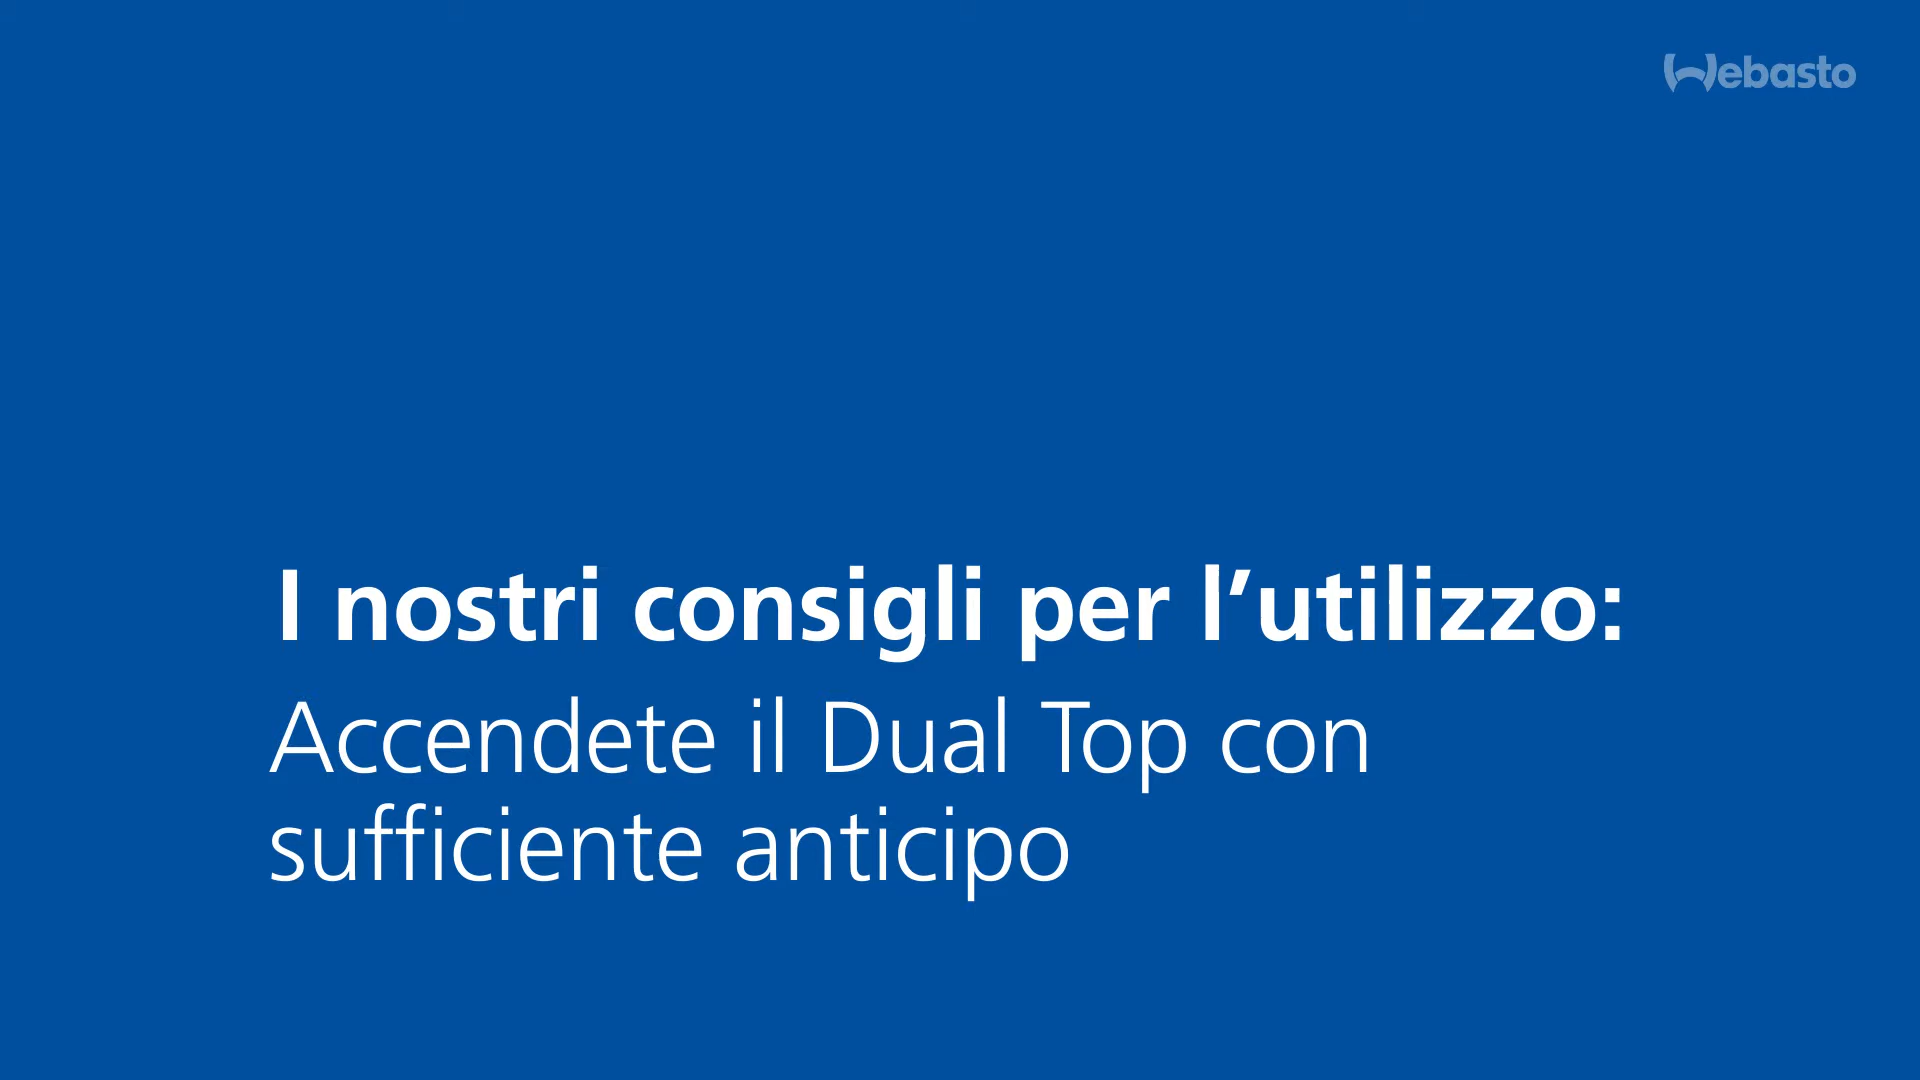 Webasto
I nostri consigli per l’utilizzo:
Accendete il Dual Top con
sufficiente anticipo